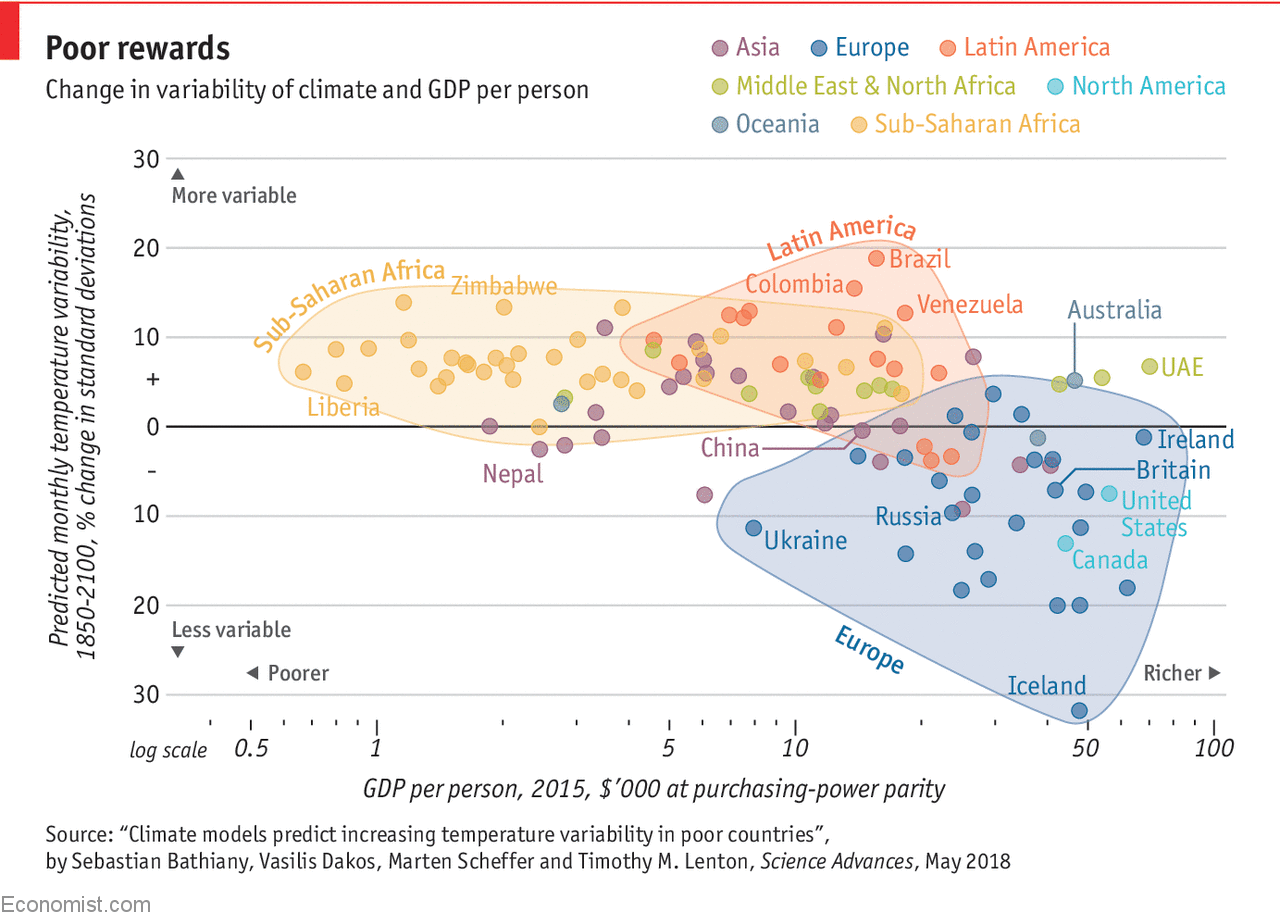 Poor rewards
Change in variability of climate and GDP per person
Asia
Europe
Latin America
Middle East & North Africa
North America
Oceania
Sub-Saharan Africa
Predicted monthly temperature variability,
1850-2100, % change in standard deviations
30
20
10
+
0
–
10
20
30
▲
More variable
Less variable
▼
◀ Poorer
Richer ▶
Sub-Saharan Africa
Zimbabwe
Liberia
Latin America
Brazil
Colombia
Venezuela
Australia
UAE
China
Nepal
Ireland
Britain
United
States
Russia
Ukraine
Canada
Europe
Iceland
log scale
0.5
1
5
10
50
100
GDP per person, 2015, $’000 at purchasing-power parity
Source: “Climate models predict increasing temperature variability in poor countries”,
by Sebastian Bathiany, Vasilis Dakos, Marten Scheffer and Timothy M. Lenton, Science Advances, May 2018
Economist.com